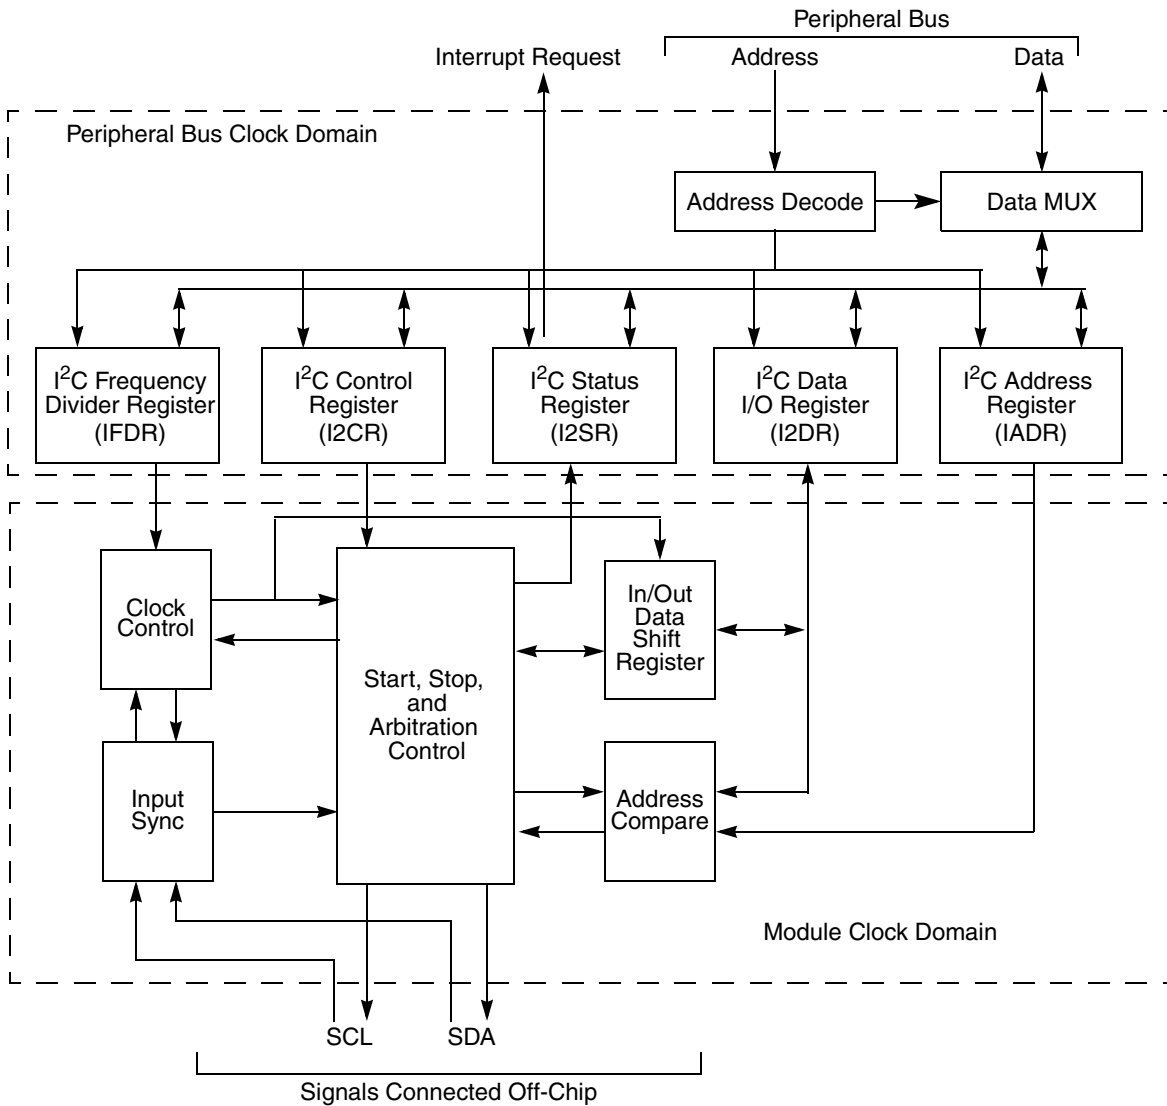 Peripheral Bus
Interrupt Request
Address
Data
Peripheral Bus Clock Domain
Address Decode
Data MUX
I²C Frequency
Divider Register
(IFDR)
I²C Control
Register
(I2CR)
I²C Status
Register
(I2SR)
I²C Data
I/O Register
(I2DR)
I²C Address
Register
(IADR)
Clock
Control
In/Out
Data
Shift
Register
Start, Stop,
and
Arbitration
Control
Input
Sync
Address
Compare
Module Clock Domain
SCL
SDA
Signals Connected Off-Chip